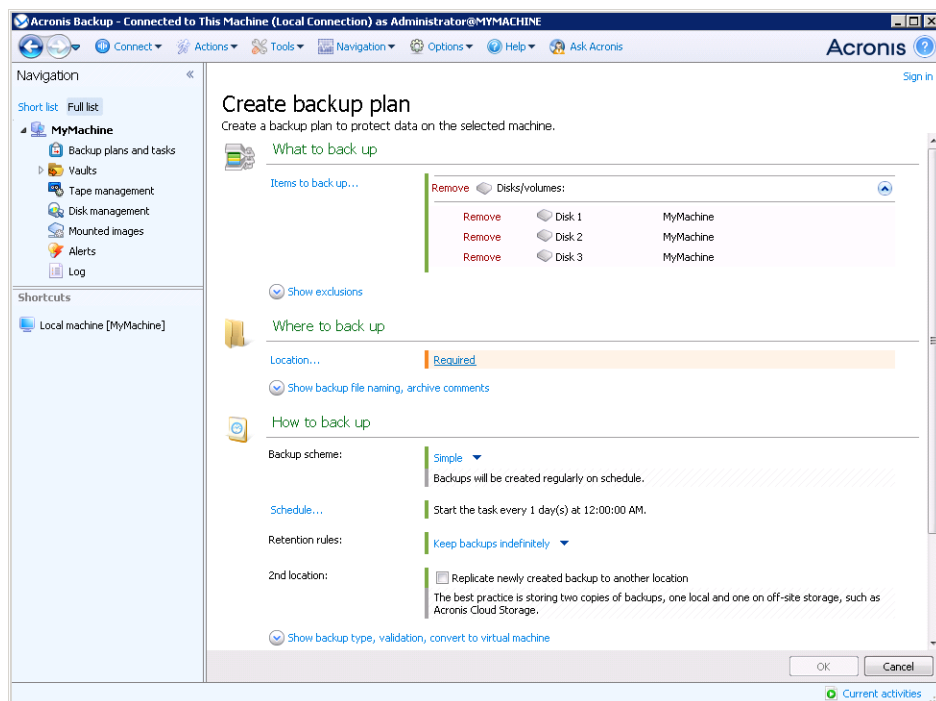 Acronis Backup - Connected to This Machine (Local Connection) as Administrator@MYMACHINE
Connect Actions Tools Navigation Options Help Ask Acronis Acronis
Navigation
Short list Full list
MyMachine
Backup plans and tasks
Vaults
Tape management
Disk management
Mounted images
Alerts
Log
Shortcuts
Local machine [MyMachine]
Sign in
Create backup plan
Create a backup plan to protect data on the selected machine.
What to back up
Items to back up... Remove Disks/volumes:
Remove Disk 1 MyMachine
Remove Disk 2 MyMachine
Remove Disk 3 MyMachine
Show exclusions
Where to back up
Location... Required
Show backup file naming, archive comments
How to back up
Backup scheme: Simple
Backups will be created regularly on schedule.
Schedule... Start the task every 1 day(s) at 12:00:00 AM.
Retention rules: Keep backups indefinitely
2nd location: Replicate newly created backup to another location
The best practice is storing two copies of backups, one local and one on off-site storage, such as
Acronis Cloud Storage.
Show backup type, validation, convert to virtual machine
OK Cancel
Current activities